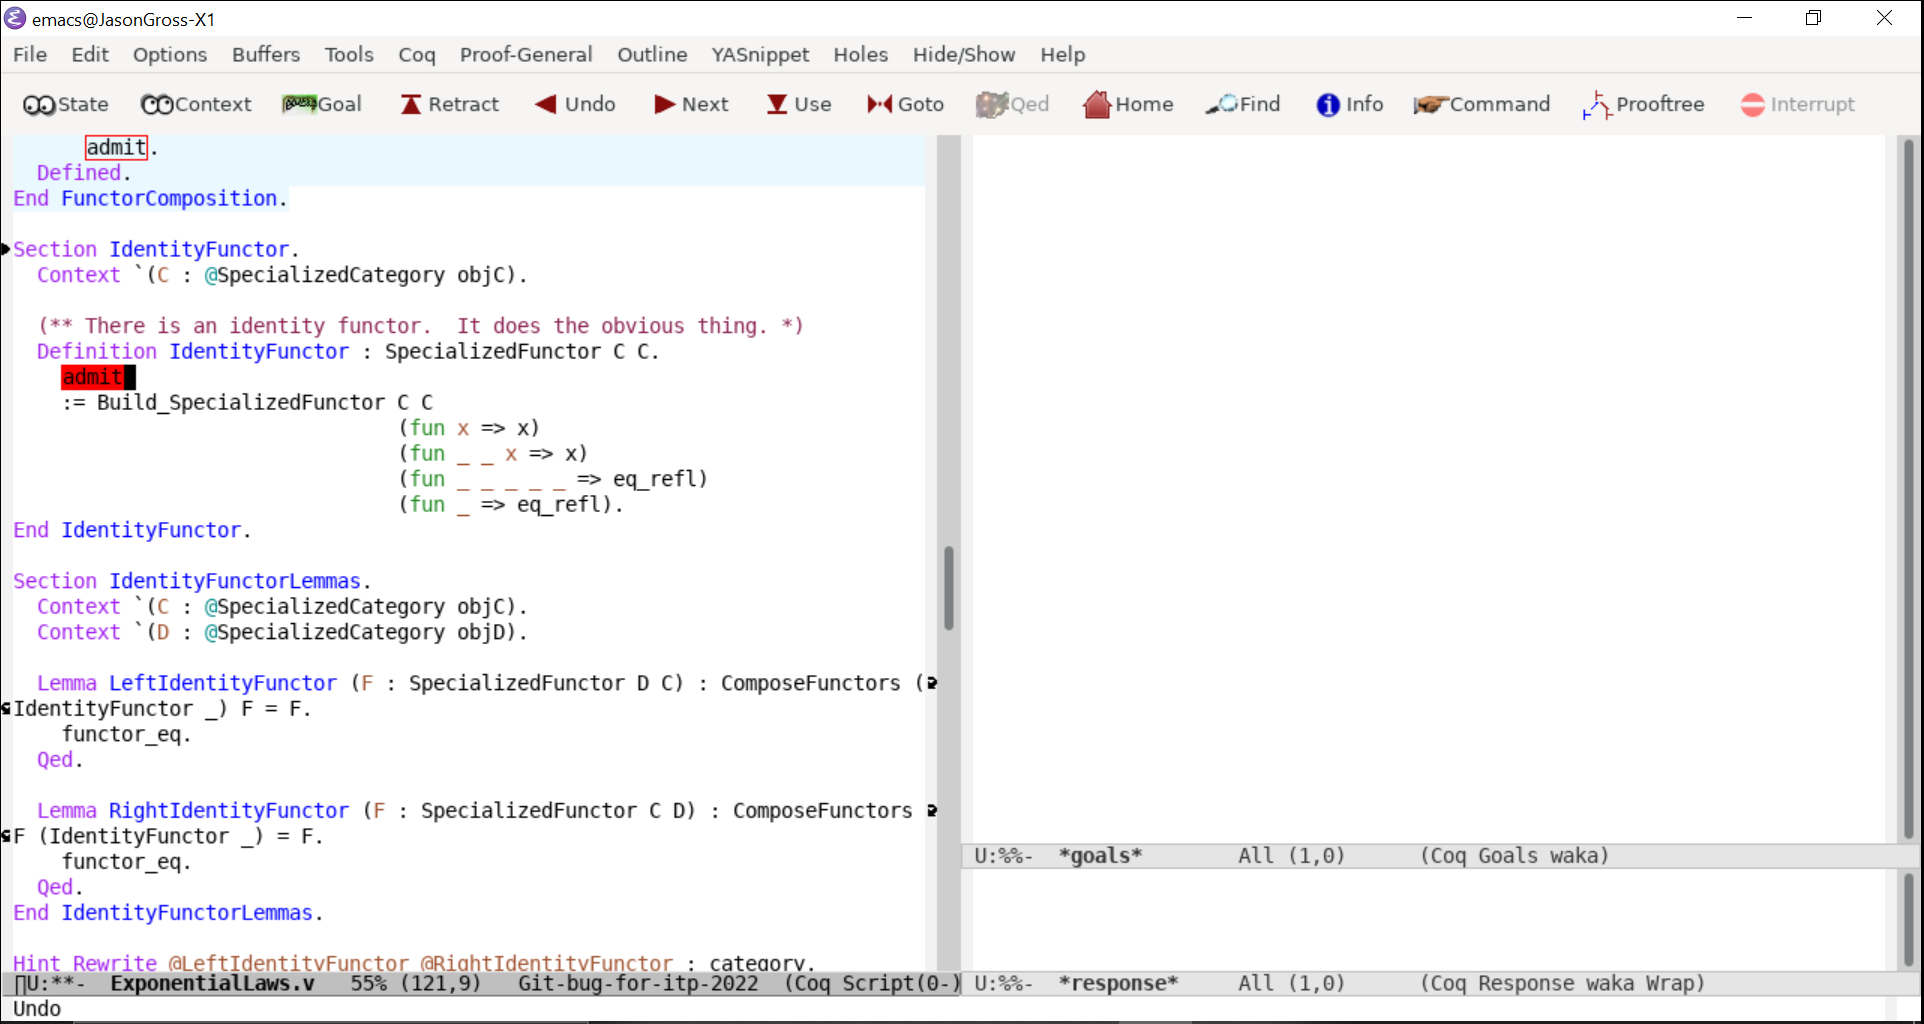 emacs@JasonGross-X1
File Edit Options Buffers Tools Coq Proof-General Outline YASnippet Holes Hide/Show Help
State Context Goal Retract Undo Next Use Goto Qed Home Find Info Command Prooftree Interrupt
admit.
Defined.
End FunctorComposition.
Section IdentityFunctor.
Context `(C : @SpecializedCategory objC).
(** There is an identity functor.  It does the obvious thing. *)
Definition IdentityFunctor : SpecializedFunctor C C.
admit
:= Build_SpecializedFunctor C C
(fun x => x)
(fun _ _ x => x)
(fun _ _ _ _ _ => eq_refl)
(fun _ => eq_refl).
End IdentityFunctor.
Section IdentityFunctorLemmas.
Context `(C : @SpecializedCategory objC).
Context `(D : @SpecializedCategory objD).
Lemma LeftIdentityFunctor (F : SpecializedFunctor D C) : ComposeFunctors (
IdentityFunctor _) F = F.
functor_eq.
Qed.
Lemma RightIdentityFunctor (F : SpecializedFunctor C D) : ComposeFunctors
F (IdentityFunctor _) = F.
functor_eq.
Qed.
End IdentityFunctorLemmas.
Hint Rewrite @LeftIdentityFunctor @RightIdentityFunctor : category.
U:**-  ExponentialLaws.v   55% (121,9)   Git-bug-for-itp-2022  (Coq Script(0-)
Undo
U:%%-  *goals*        All (1,0)      (Coq Goals waka)
U:%%-  *response*     All (1,0)      (Coq Response waka Wrap)